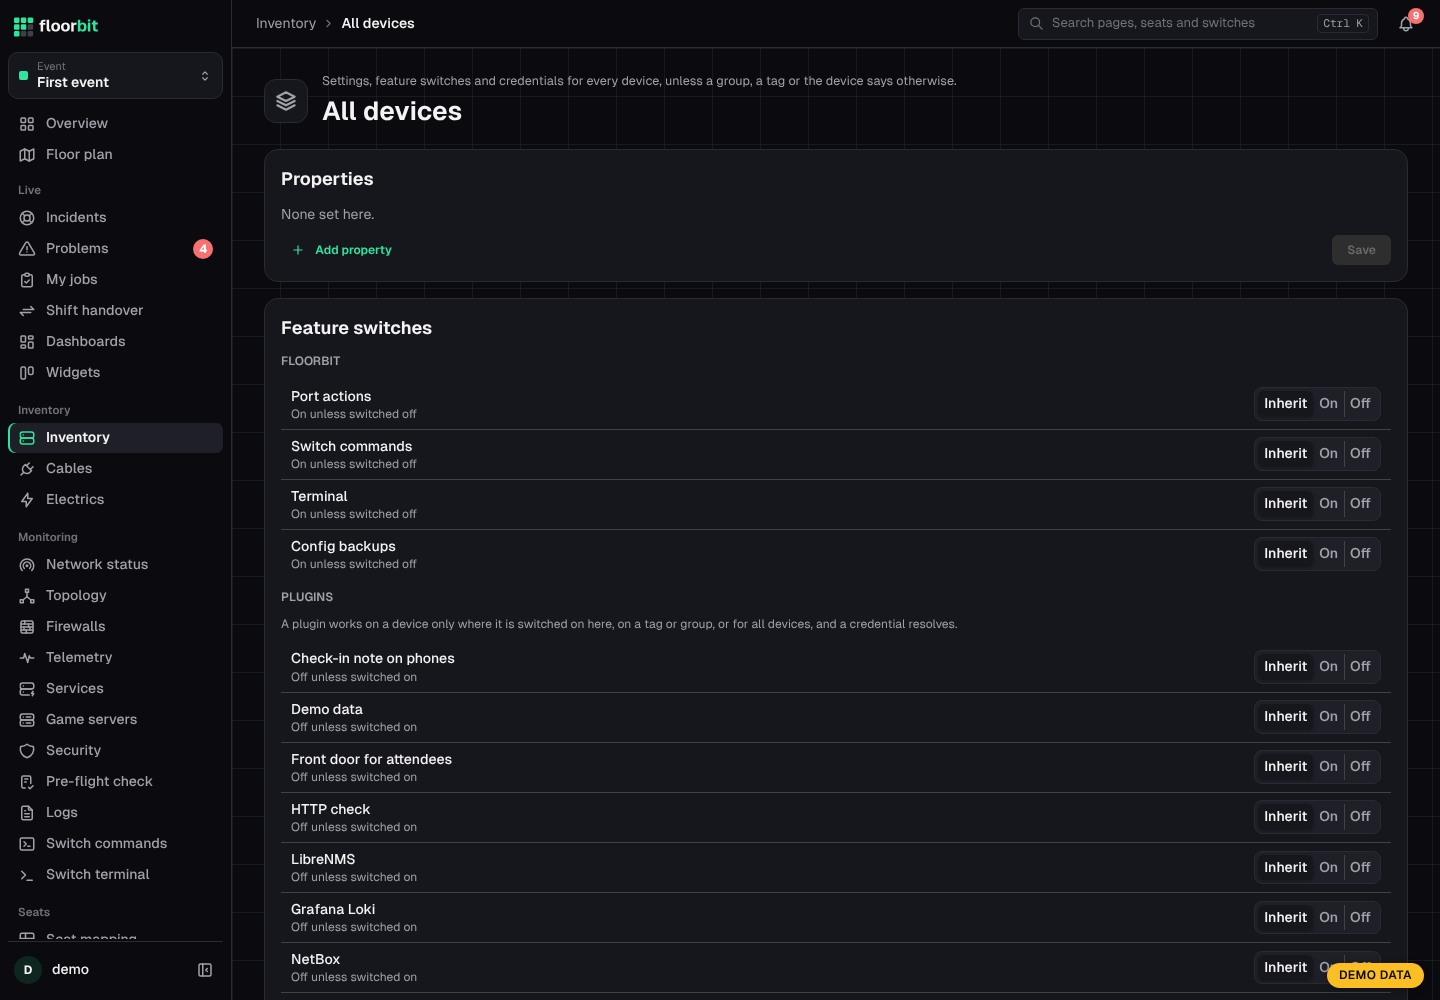 floorbit
Event
First event
Overview
Floor plan
Live
Incidents
Problems
4
My jobs
Shift handover
Dashboards
Widgets
Inventory
Inventory
Cables
Electrics
Monitoring
Network status
Topology
Firewalls
Telemetry
Services
Game servers
Security
Pre-flight check
Logs
Switch commands
Switch terminal
Seats
Seat mapping
D demo
Inventory > All devices
Search pages, seats and switches
Ctrl K
9
Settings, feature switches and credentials for every device, unless a group, a tag or the device says otherwise.
All devices
Properties
None set here.
+ Add property
Save
Feature switches
FLOORBIT
Port actions
On unless switched off
Inherit On Off
Switch commands
On unless switched off
Inherit On Off
Terminal
On unless switched off
Inherit On Off
Config backups
On unless switched off
Inherit On Off
PLUGINS
A plugin works on a device only where it is switched on here, on a tag or group, or for all devices, and a credential resolves.
Check-in note on phones
Off unless switched on
Inherit On Off
Demo data
Off unless switched on
Inherit On Off
Front door for attendees
Off unless switched on
Inherit On Off
HTTP check
Off unless switched on
Inherit On Off
LibreNMS
Off unless switched on
Inherit On Off
Grafana Loki
Off unless switched on
Inherit On Off
NetBox
Off unless switched on
Inherit
DEMO DATA